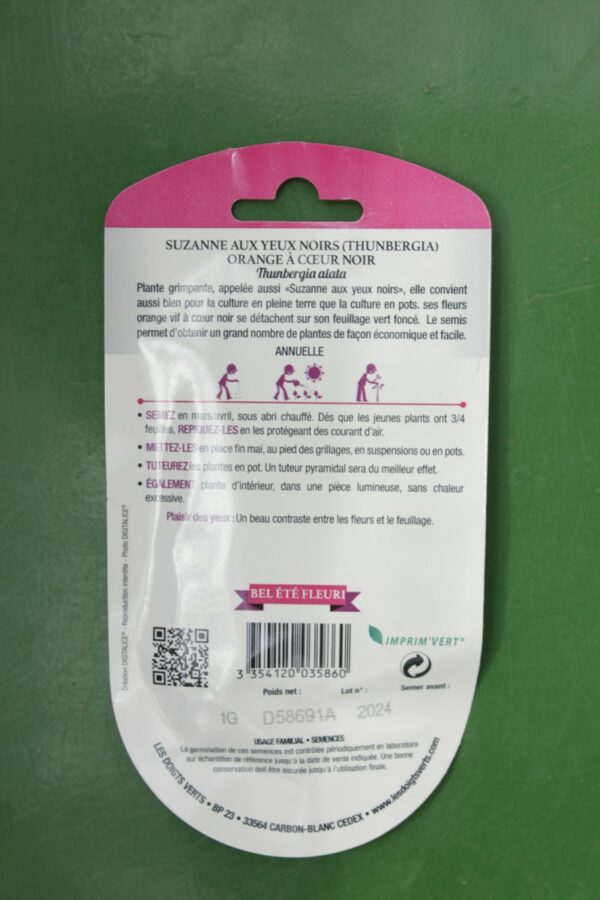 SUZANNE AUX YEUX NOIRS (THUNBERGIA)
ORANGE À CŒUR NOIR
Thunbergia alata
Plante grimpante, appelée aussi «Suzanne aux yeux noirs», elle convient
aussi bien pour la culture en pleine terre que la culture en pots. ses fleurs
orange vif à cœur noir se détachent sur son feuillage vert foncé. Le semis
permet d'obtenir un grand nombre de plantes de façon économique et facile.
ANNUELLE
• SEMEZ en mars/avril, sous abri chauffé. Dés que les jeunes plants ont 3/4
feuilles, REPIQUEZ-LES en les protégeant des courant d'air.
• METTEZ-LES en place fin mai, au pied des grillages, en suspensions ou en pots.
• TUTEUREZ les plantes en pot. Un tuteur pyramidal sera du meilleur effet.
• ÉGALEMENT plante d'intérieur, dans une pièce lumineuse, sans chaleur
excessive.
Plaisir des yeux : Un beau contraste entre les fleurs et le feuillage.
Création DIGITALICE® - Reproduction interdite - Photo DIGITALICE®
BEL ÉTÉ FLEURI
IMPRIM'VERT®
3 354120 035860
Poids net : Lot n° : Semer avant :
1G D58691A 2024
USAGE FAMILIAL • SEMENCES
La germination de ces semences est contrôlée périodiquement en laboratoire
sur échantillon de référence jusqu'à la date de vente indiquée. Une bonne
conservation doit être assurée jusqu'à l'utilisation finale.
LES DOIGTS VERTS • BP 23 • 33564 CARBON-BLANC CEDEX • www.lesdoigtsverts.com